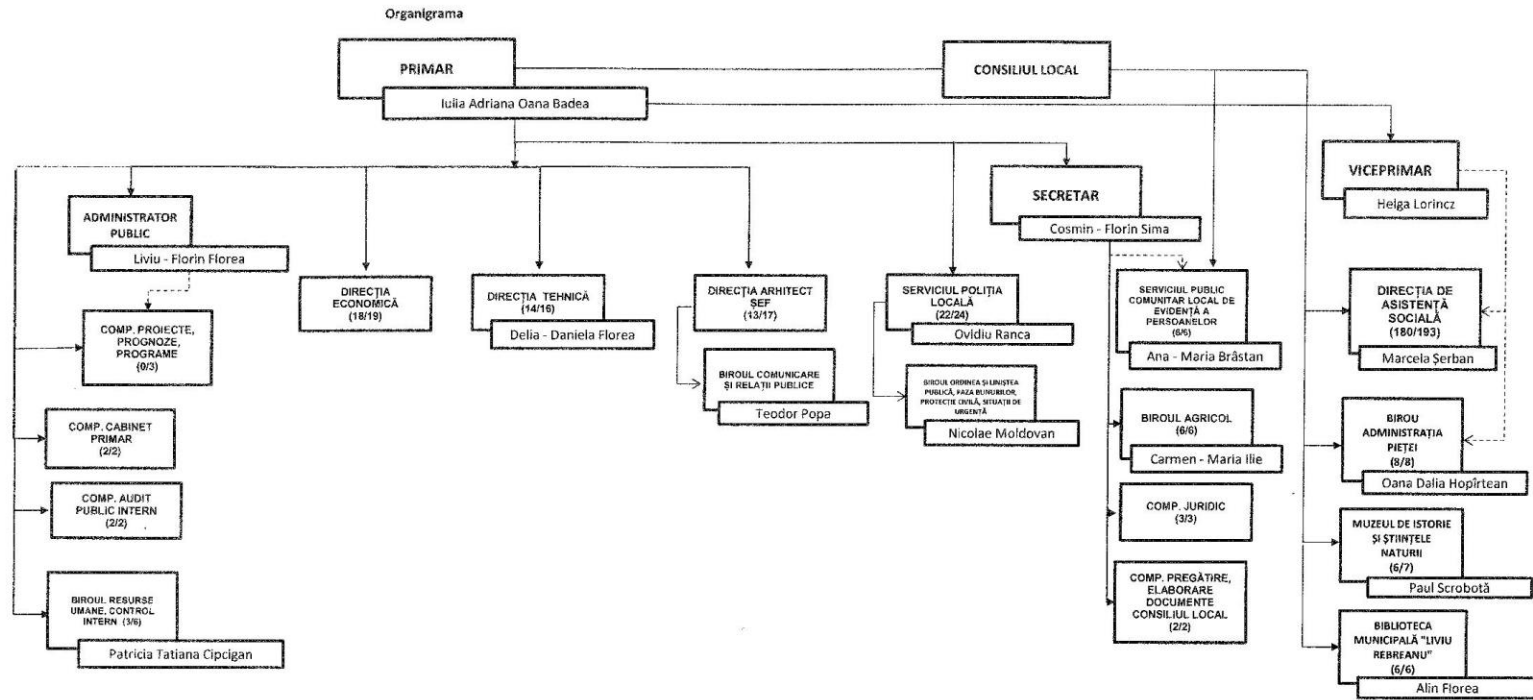 Organigrama
PRIMAR
Iulia Adriana Oana Badea
CONSILIUL LOCAL
VICEPRIMAR
Helga Lorincz
ADMINISTRATOR
PUBLIC
Liviu - Florin Florea
SECRETAR
Cosmin - Florin Sima
DIRECȚIA
ECONOMICĂ
(18/19)
DIRECȚIA TEHNICĂ
(14/16)
Delia - Daniela Florea
DIRECȚIA ARHITECT
ȘEF
(13/17)
SERVICIUL POLIȚIA
LOCALĂ
(22/24)
Ovidiu Ranca
SERVICIUL PUBLIC
COMUNITAR LOCAL DE
EVIDENȚĂ A
PERSOANELOR
(6/6)
Ana - Maria Brâstan
DIRECȚIA DE
ASISTENȚĂ
SOCIALĂ
(180/193)
Marcela Șerban
COMP. PROIECTE,
PROGNOZE,
PROGRAME
(0/3)
BIROUL COMUNICARE
ȘI RELAȚII PUBLICE
Teodor Popa
BIROUL ORDINEA ȘI LINIȘTEA
PUBLICĂ, PAZA BUNURILOR,
PROTECȚIE CIVILĂ, SITUAȚII DE
URGENȚĂ
Nicolae Moldovan
BIROUL AGRICOL
(6/6)
Carmen - Maria Ilie
BIROU
ADMINISTRAȚIA
PIEȚEI
(8/8)
Oana Dalia Hopîrtean
COMP. CABINET
PRIMAR
(2/2)
COMP. AUDIT
PUBLIC INTERN
(2/2)
COMP. JURIDIC
(3/3)
MUZEUL DE ISTORIE
ȘI ȘTIINȚELE
NATURII
(6/7)
Paul Scrobotă
BIROUL RESURSE
UMANE, CONTROL
INTERN (3/6)
Patricia Tatiana Cipcigan
COMP. PREGĂTIRE,
ELABORARE
DOCUMENTE
CONSILIUL LOCAL
(2/2)
BIBLIOTECA
MUNICIPALĂ "LIVIU
REBREANU"
(6/6)
Alin Florea